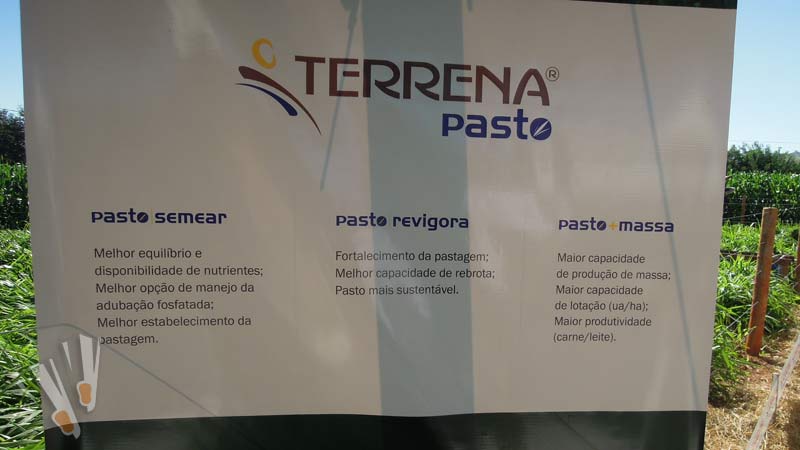 TERRENA®
pasto
pasto semear
Melhor equilíbrio e
disponibilidade de nutrientes;
Melhor opção de manejo da
adubação fosfatada;
Melhor estabelecimento da
pastagem.
pasto revigora
Fortalecimento da pastagem;
Melhor capacidade de rebrota;
Pasto mais sustentável.
pasto+massa
Maior capacidade
de produção de massa;
Maior capacidade
de lotação (ua/ha);
Maior produtividade
(carne/leite).